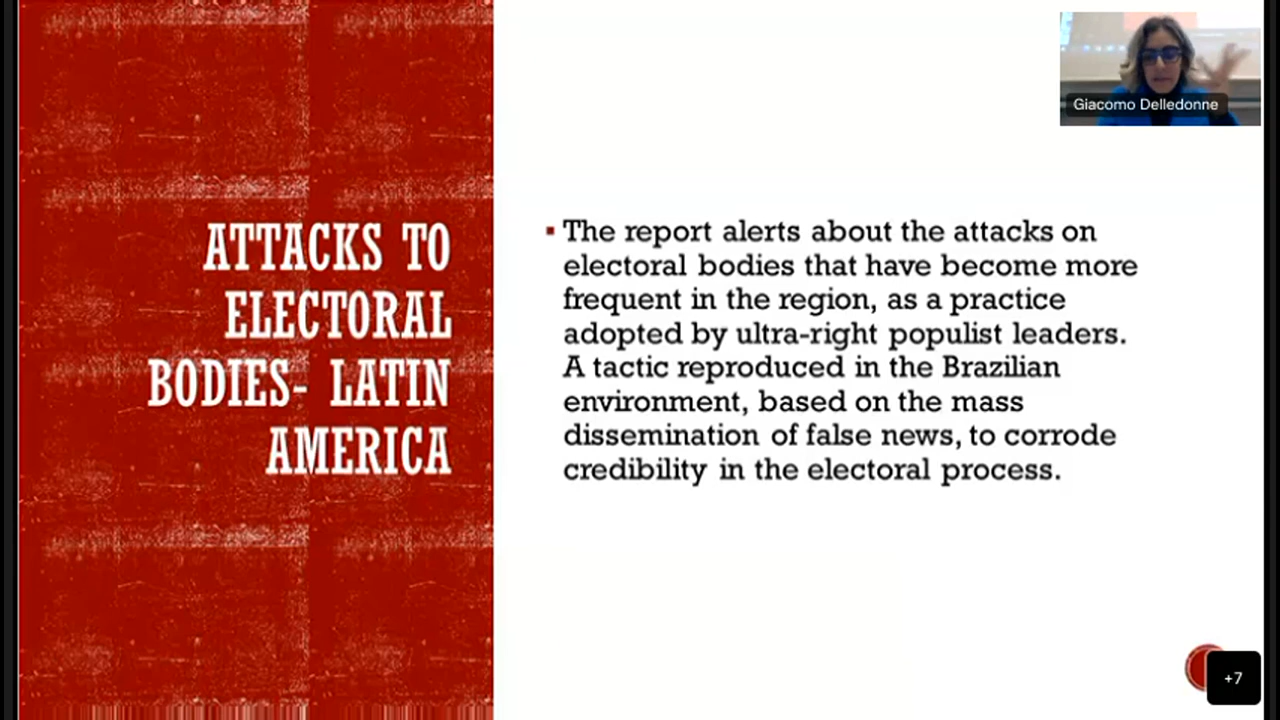 ATTACKS TO
ELECTORAL
BODIES- LATIN
AMERICA
▪ The report alerts about the attacks on
electoral bodies that have become more
frequent in the region, as a practice
adopted by ultra-right populist leaders.
A tactic reproduced in the Brazilian
environment, based on the mass
dissemination of false news, to corrode
credibility in the electoral process.
Giacomo Delledonne
+7